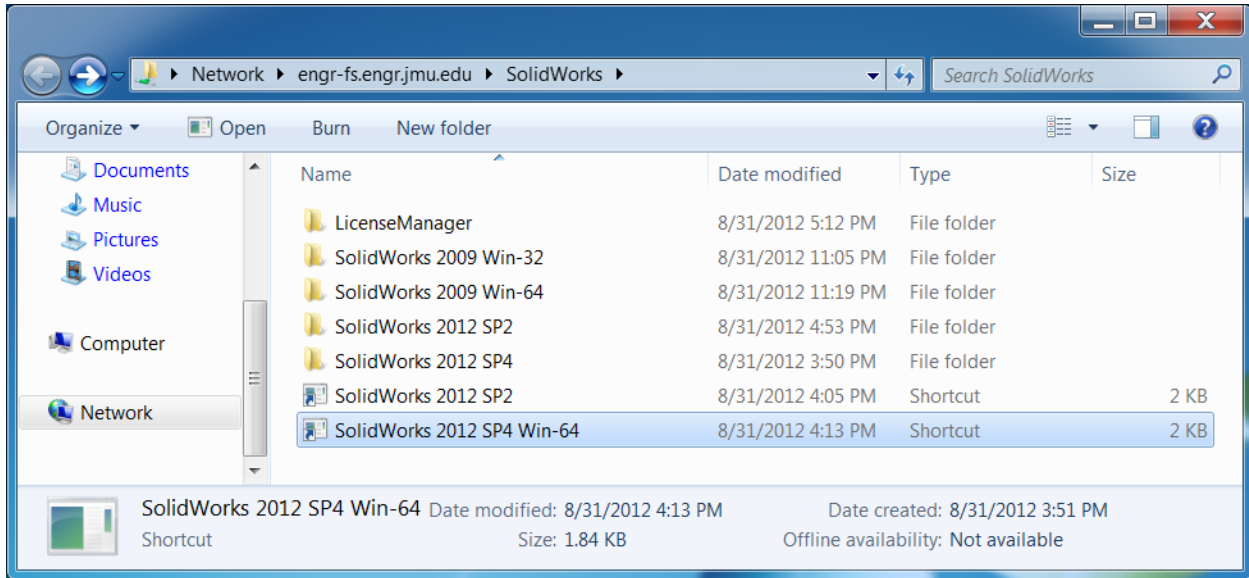 Network engr-fs.engr.jmu.edu SolidWorks Search SolidWorks
Organize Open Burn New folder
Documents
Music
Pictures
Videos
Computer
Network
Name Date modified Type Size
LicenseManager 8/31/2012 5:12 PM File folder
SolidWorks 2009 Win-32 8/31/2012 11:05 PM File folder
SolidWorks 2009 Win-64 8/31/2012 11:19 PM File folder
SolidWorks 2012 SP2 8/31/2012 4:53 PM File folder
SolidWorks 2012 SP4 8/31/2012 3:50 PM File folder
SolidWorks 2012 SP2 8/31/2012 4:05 PM Shortcut 2 KB
SolidWorks 2012 SP4 Win-64 8/31/2012 4:13 PM Shortcut 2 KB
SolidWorks 2012 SP4 Win-64 Date modified: 8/31/2012 4:13 PM Date created: 8/31/2012 3:51 PM
Shortcut Size: 1.84 KB Offline availability: Not available